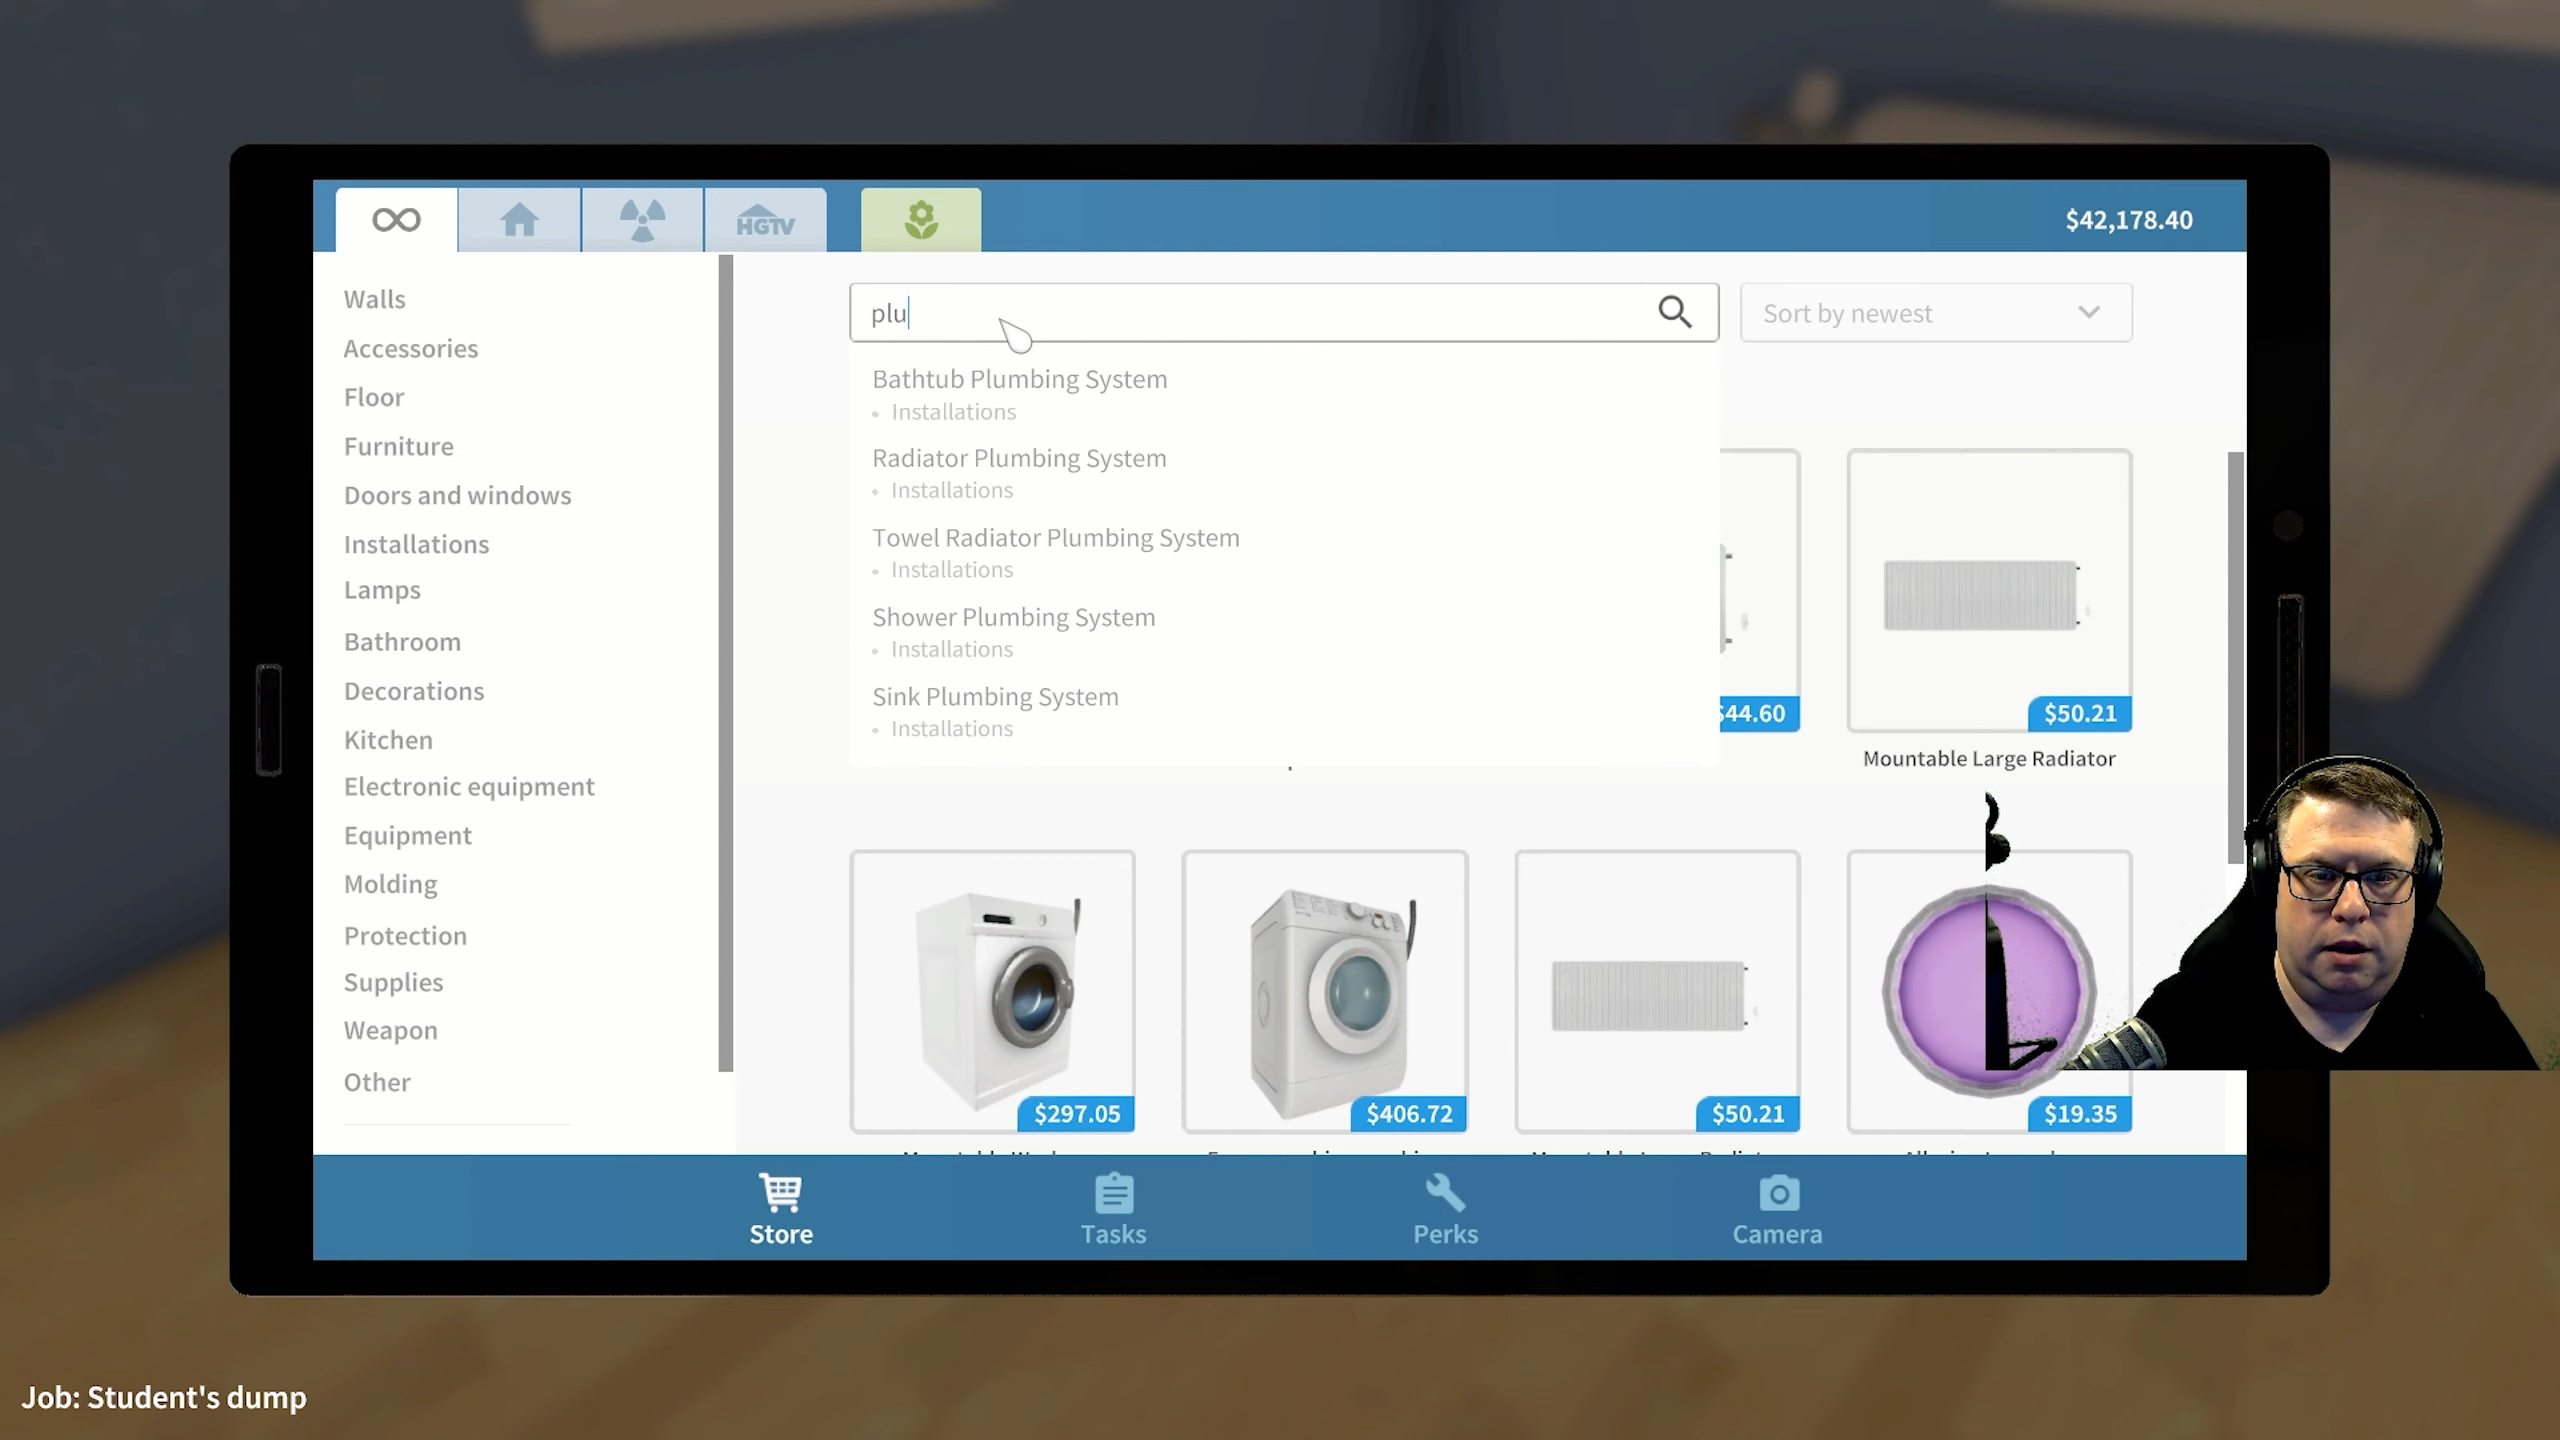 HGTV
$42,178.40
Walls
Accessories
Floor
Furniture
Doors and windows
Installations
Lamps
Bathroom
Decorations
Kitchen
Electronic equipment
Equipment
Molding
Protection
Supplies
Weapon
Other
plu
Sort by newest
Bathtub Plumbing System
• Installations
Radiator Plumbing System
• Installations
Towel Radiator Plumbing System
• Installations
Shower Plumbing System
• Installations
Sink Plumbing System
• Installations
$44.60
$50.21
Mountable Large Radiator
$297.05
$406.72
$50.21
$19.35
Store
Tasks
Perks
Camera
Job: Student's dump